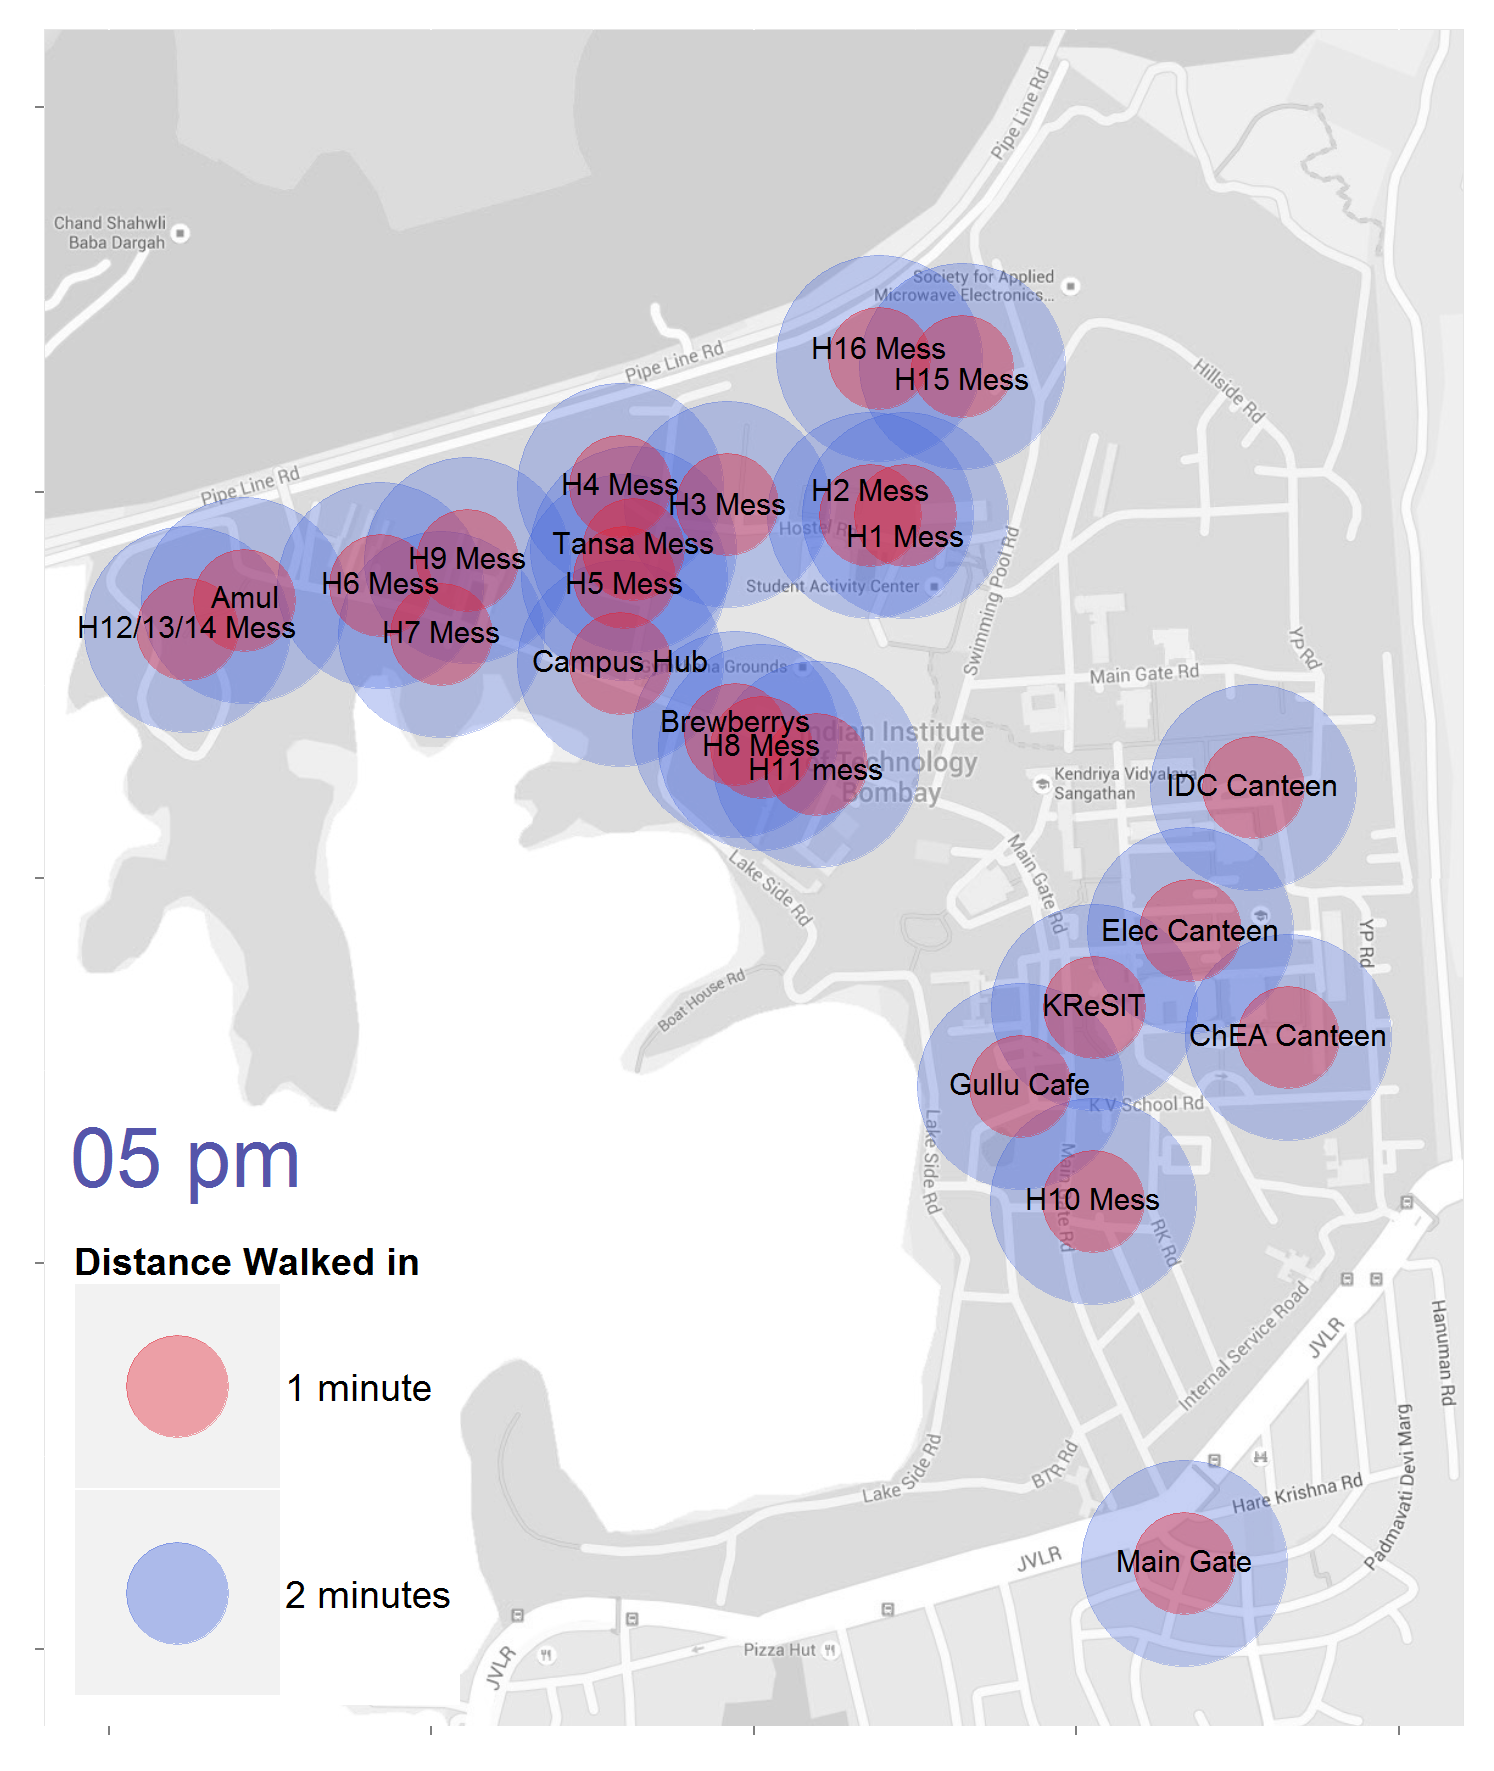 Pipe Line Rd
Chand Shahwli
Baba Dargah
Society for Applied
Microwave Electronics...
H16 Mess
H15 Mess
Pipe Line Rd
Hillside Rd
Pipe Line Rd
H4 Mess
H3 Mess
H2 Mess
H1 Mess
Tansa Mess
H5 Mess
H9 Mess
H6 Mess
H7 Mess
Amul
H12/13/14 Mess
Student Activity Center
Swimming Pool Rd
YP Rd
Main Gate Rd
Campus Hub
Grounds
Brewberrys
H8 Mess
H11 mess
Indian Institute
of Technology
Bombay
Kendriya Vidyalaya
Sangathan
IDC Canteen
Main Gate Rd
Lake Side Rd
Elec Canteen
YP Rd
Boat House Rd
KReSIT
ChEA Canteen
Gullu Cafe
K V School Rd
Lake Side Rd
Main Gate Rd
H10 Mess
RK Rd
05 pm
Distance Walked in
1 minute
2 minutes
Internal Service Road
JVLR
Hanuman Rd
Padmavati Devi Marg
Lake Side Rd
BTR Rd
Hare Krishna Rd
JVLR
Main Gate
Pizza Hut
JVLR